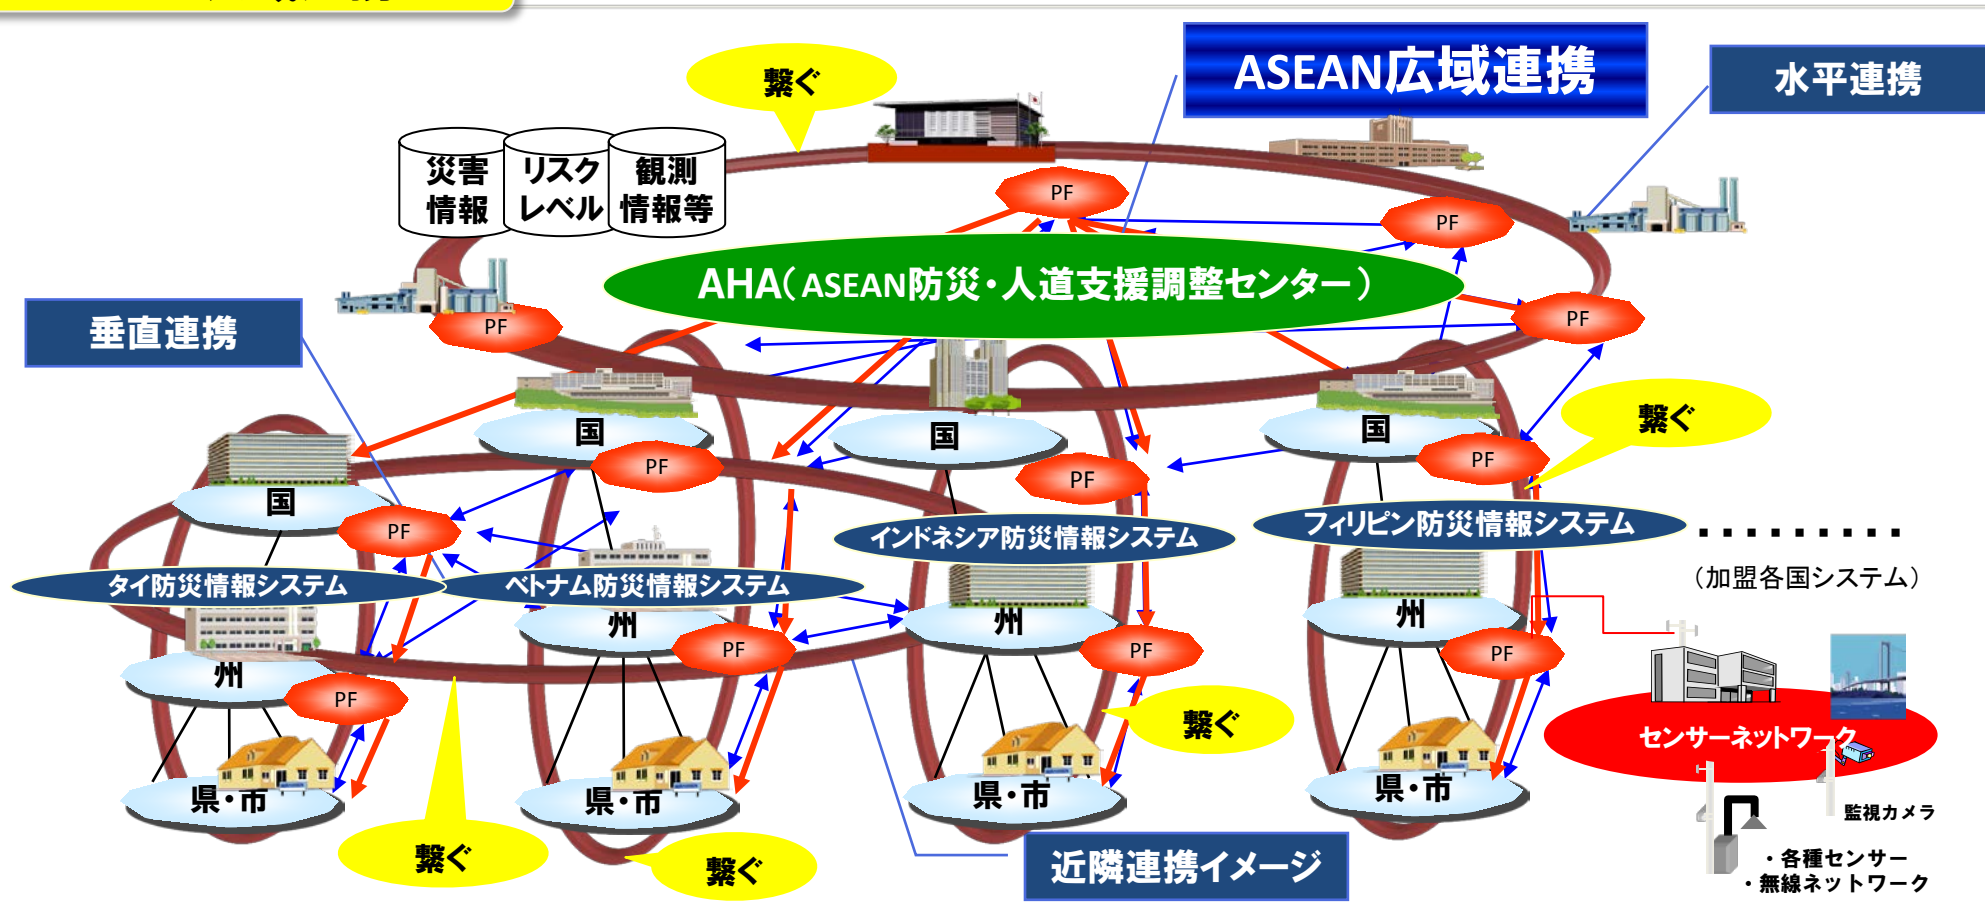 ASEAN広域連携
水平連携
繋ぐ
災害
情報
リスク
レベル
観測
情報等
PF
PF
AHA（ASEAN防災・人道支援調整センター）
PF
PF
垂直連携
繋ぐ
国
国
国
国
PF
PF
PF
PF
タイ防災情報システム
ベトナム防災情報システム
インドネシア防災情報システム
フィリピン防災情報システム
・・・・・・・・・
（加盟各国システム）
州
州
州
州
PF
PF
PF
PF
繋ぐ
センサーネットワーク
県・市
県・市
県・市
県・市
監視カメラ
・各種センサー
・無線ネットワーク
繋ぐ
繋ぐ
近隣連携イメージ